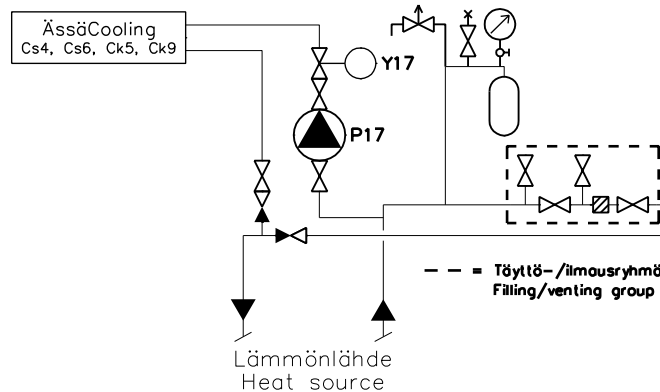 ÄssäCooling
Cs4, Cs6, Ck5, Ck9
Y17
P17
– – = Täyttö-/ilmausryhmä
Filling/venting group
Lämmönlähde
Heat source